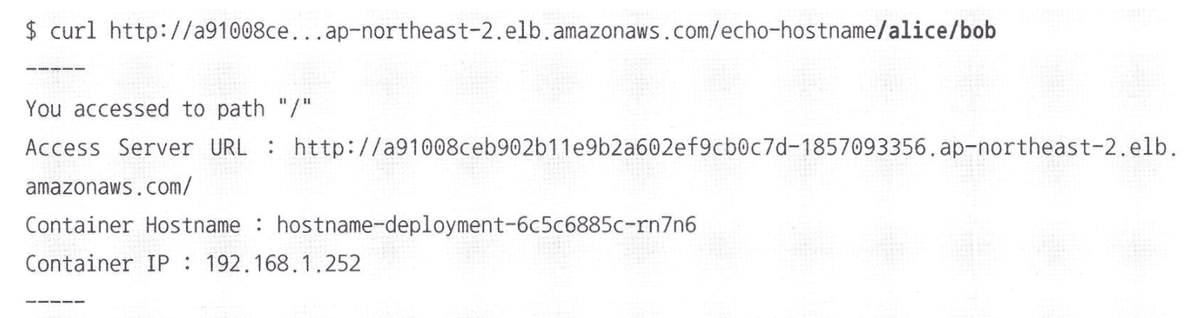 $ curl http://a91008ce...ap-northeast-2.elb.amazonaws.com/echo-hostname/alice/bob
-----
You accessed to path "/"
Access Server URL : http://a91008ceb902b11e9b2a602ef9cb0c7d-1857093356.ap-northeast-2.elb.
amazonaws.com/
Container Hostname : hostname-deployment-6c5c6885c-rn7n6
Container IP : 192.168.1.252
-----